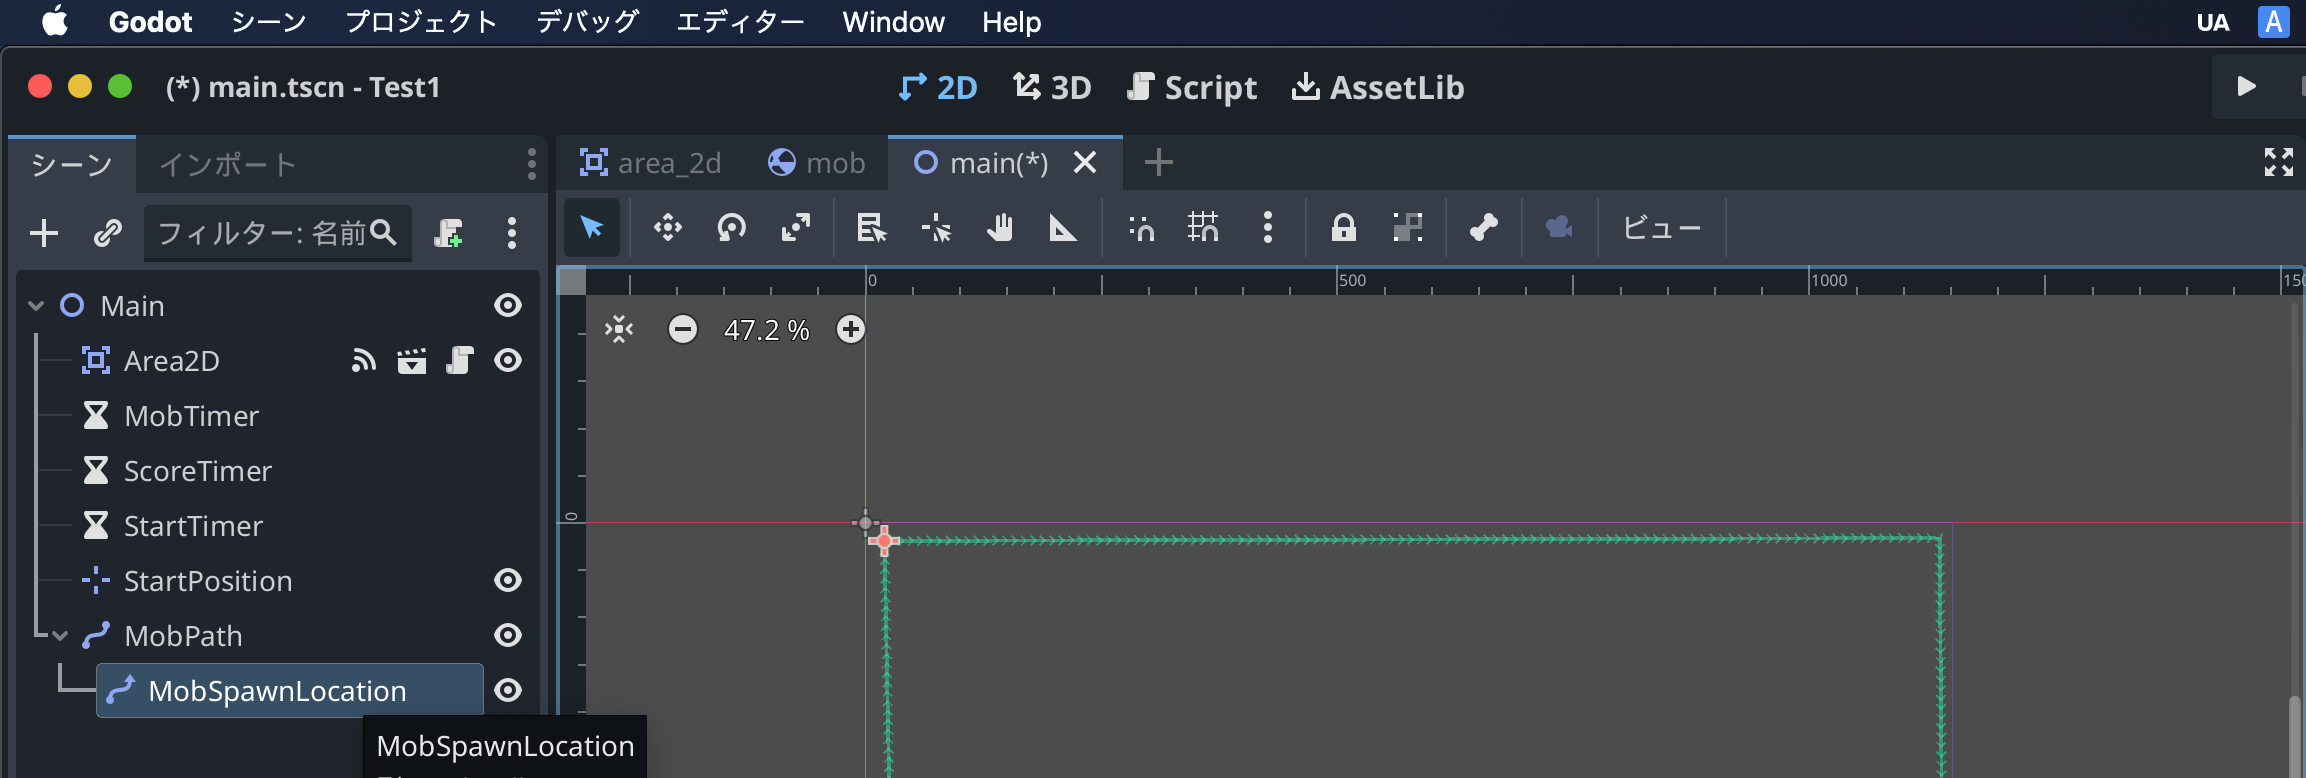 Godot シーン プロジェクト デバッグ エディター Window Help UA A
(*) main.tscn - Test1 2D 3D Script AssetLib
シーン インポート area_2d mob main(*)
フィルター: 名前 ビュー
0 500 1000 150
Main
47.2 %
Area2D
MobTimer
ScoreTimer
StartTimer
0
StartPosition
MobPath
MobSpawnLocation
MobSpawnLocation